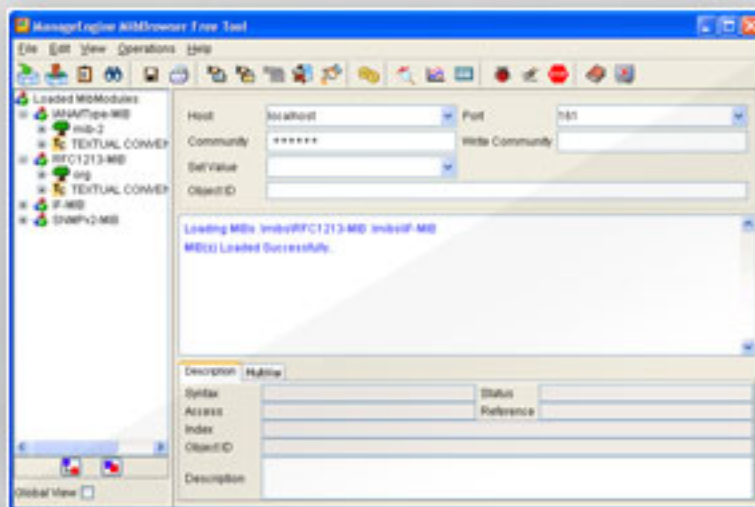 ManageEngine MibBrowser Free Tool
File Edit View Operations Help
Loaded MibModules
IANAifType-MIB
mib-2
TEXTUAL CONVEN
RFC1213-MIB
org
TEXTUAL CONVEN
IF-MIB
SNMPv2-MIB
Global View
Host localhost Port 161
Community ****** Write Community
Set Value
Object ID
Loading MIBs .\mibs\RFC1213-MIB .\mibs\IF-MIB
MIB(s) Loaded Successfully.
Description MultiVar
Syntax Status
Access Reference
Index
Object ID
Description